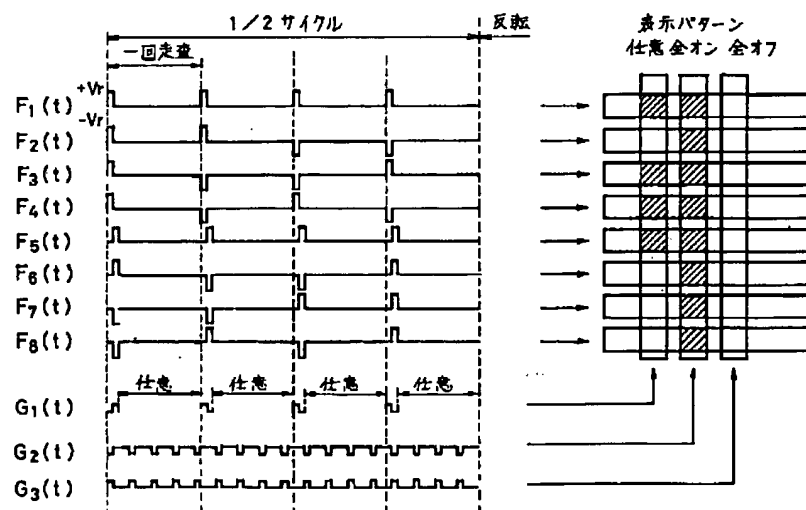 1/2サイクル
反転
表示パターン
任意 全オン 全オフ
一回走査
+Vr
F1(t)
-Vr
F2(t)
F3(t)
F4(t)
F5(t)
F6(t)
F7(t)
F8(t)
任意 任意 任意 任意
G1(t)
G2(t)
G3(t)